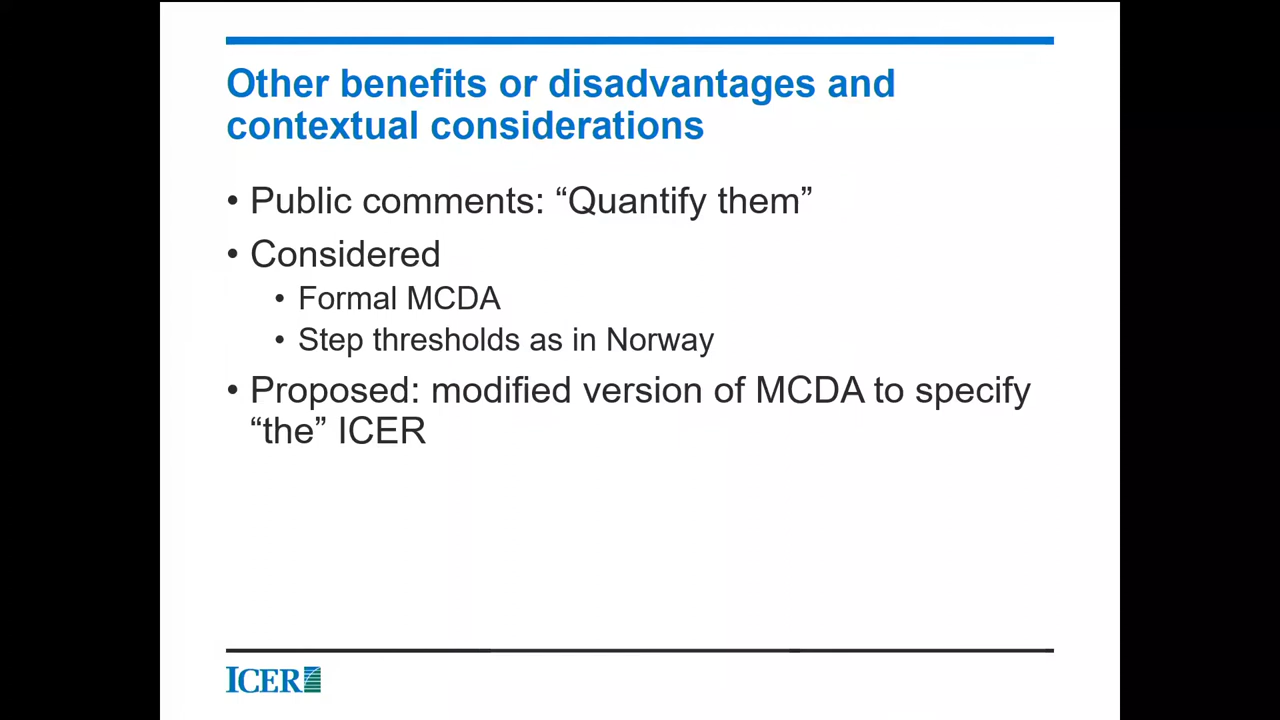 Other benefits or disadvantages and
contextual considerations
• Public comments: “Quantify them”
• Considered
• Formal MCDA
• Step thresholds as in Norway
• Proposed: modified version of MCDA to specify
“the” ICER
ICER